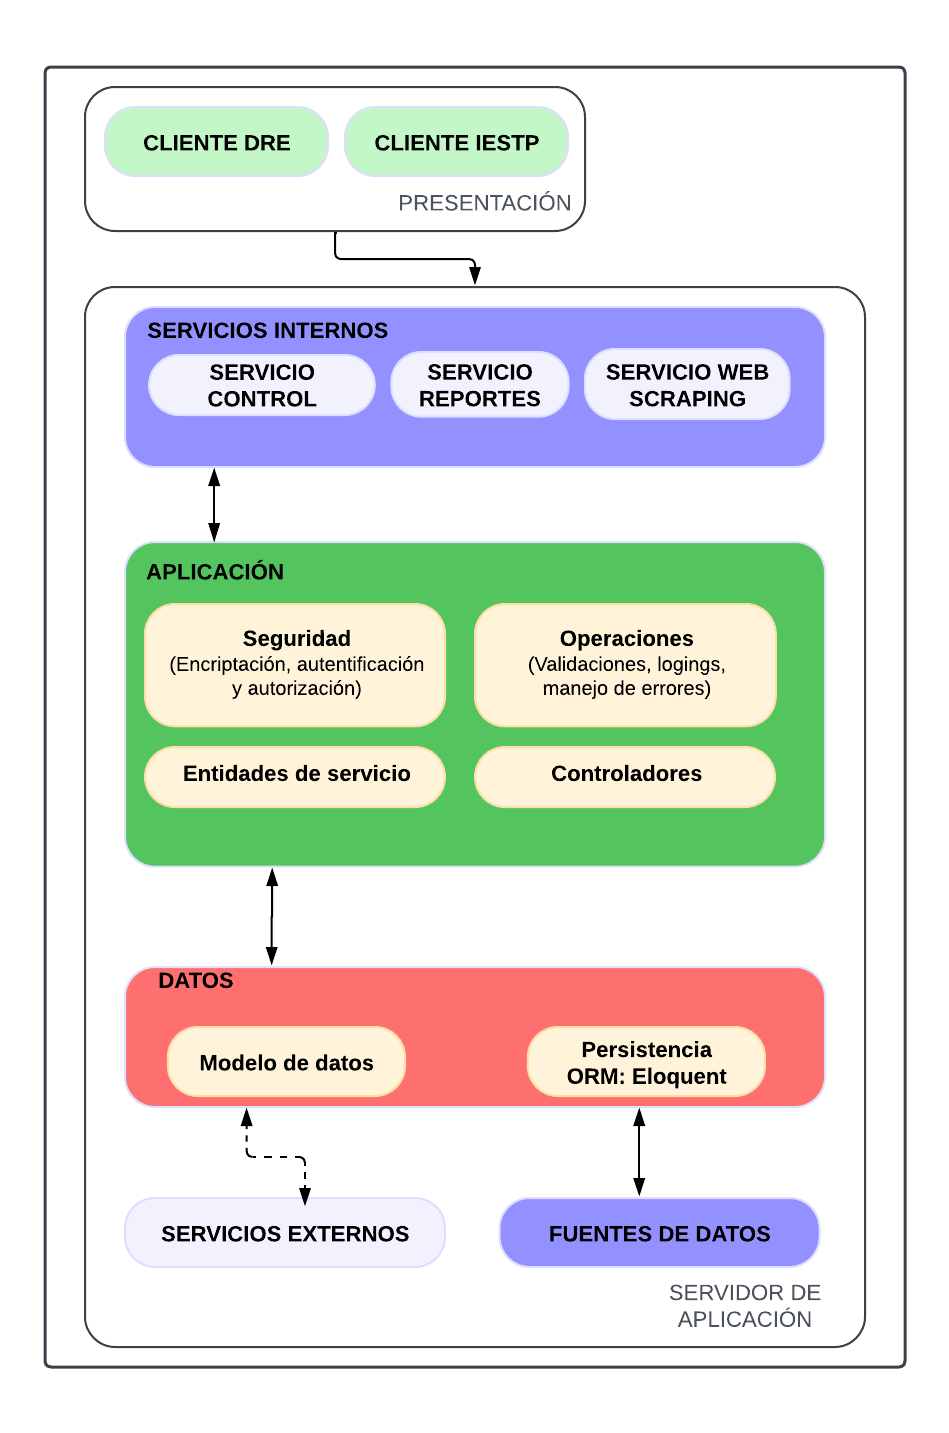 CLIENTE DRE
CLIENTE IESTP
PRESENTACIÓN
SERVICIOS INTERNOS
SERVICIO
CONTROL
SERVICIO
REPORTES
SERVICIO WEB
SCRAPING
APLICACIÓN
Seguridad
(Encriptación, autentificación
y autorización)
Operaciones
(Validaciones, logings,
manejo de errores)
Entidades de servicio
Controladores
DATOS
Modelo de datos
Persistencia
ORM: Eloquent
SERVICIOS EXTERNOS
FUENTES DE DATOS
SERVIDOR DE
APLICACIÓN